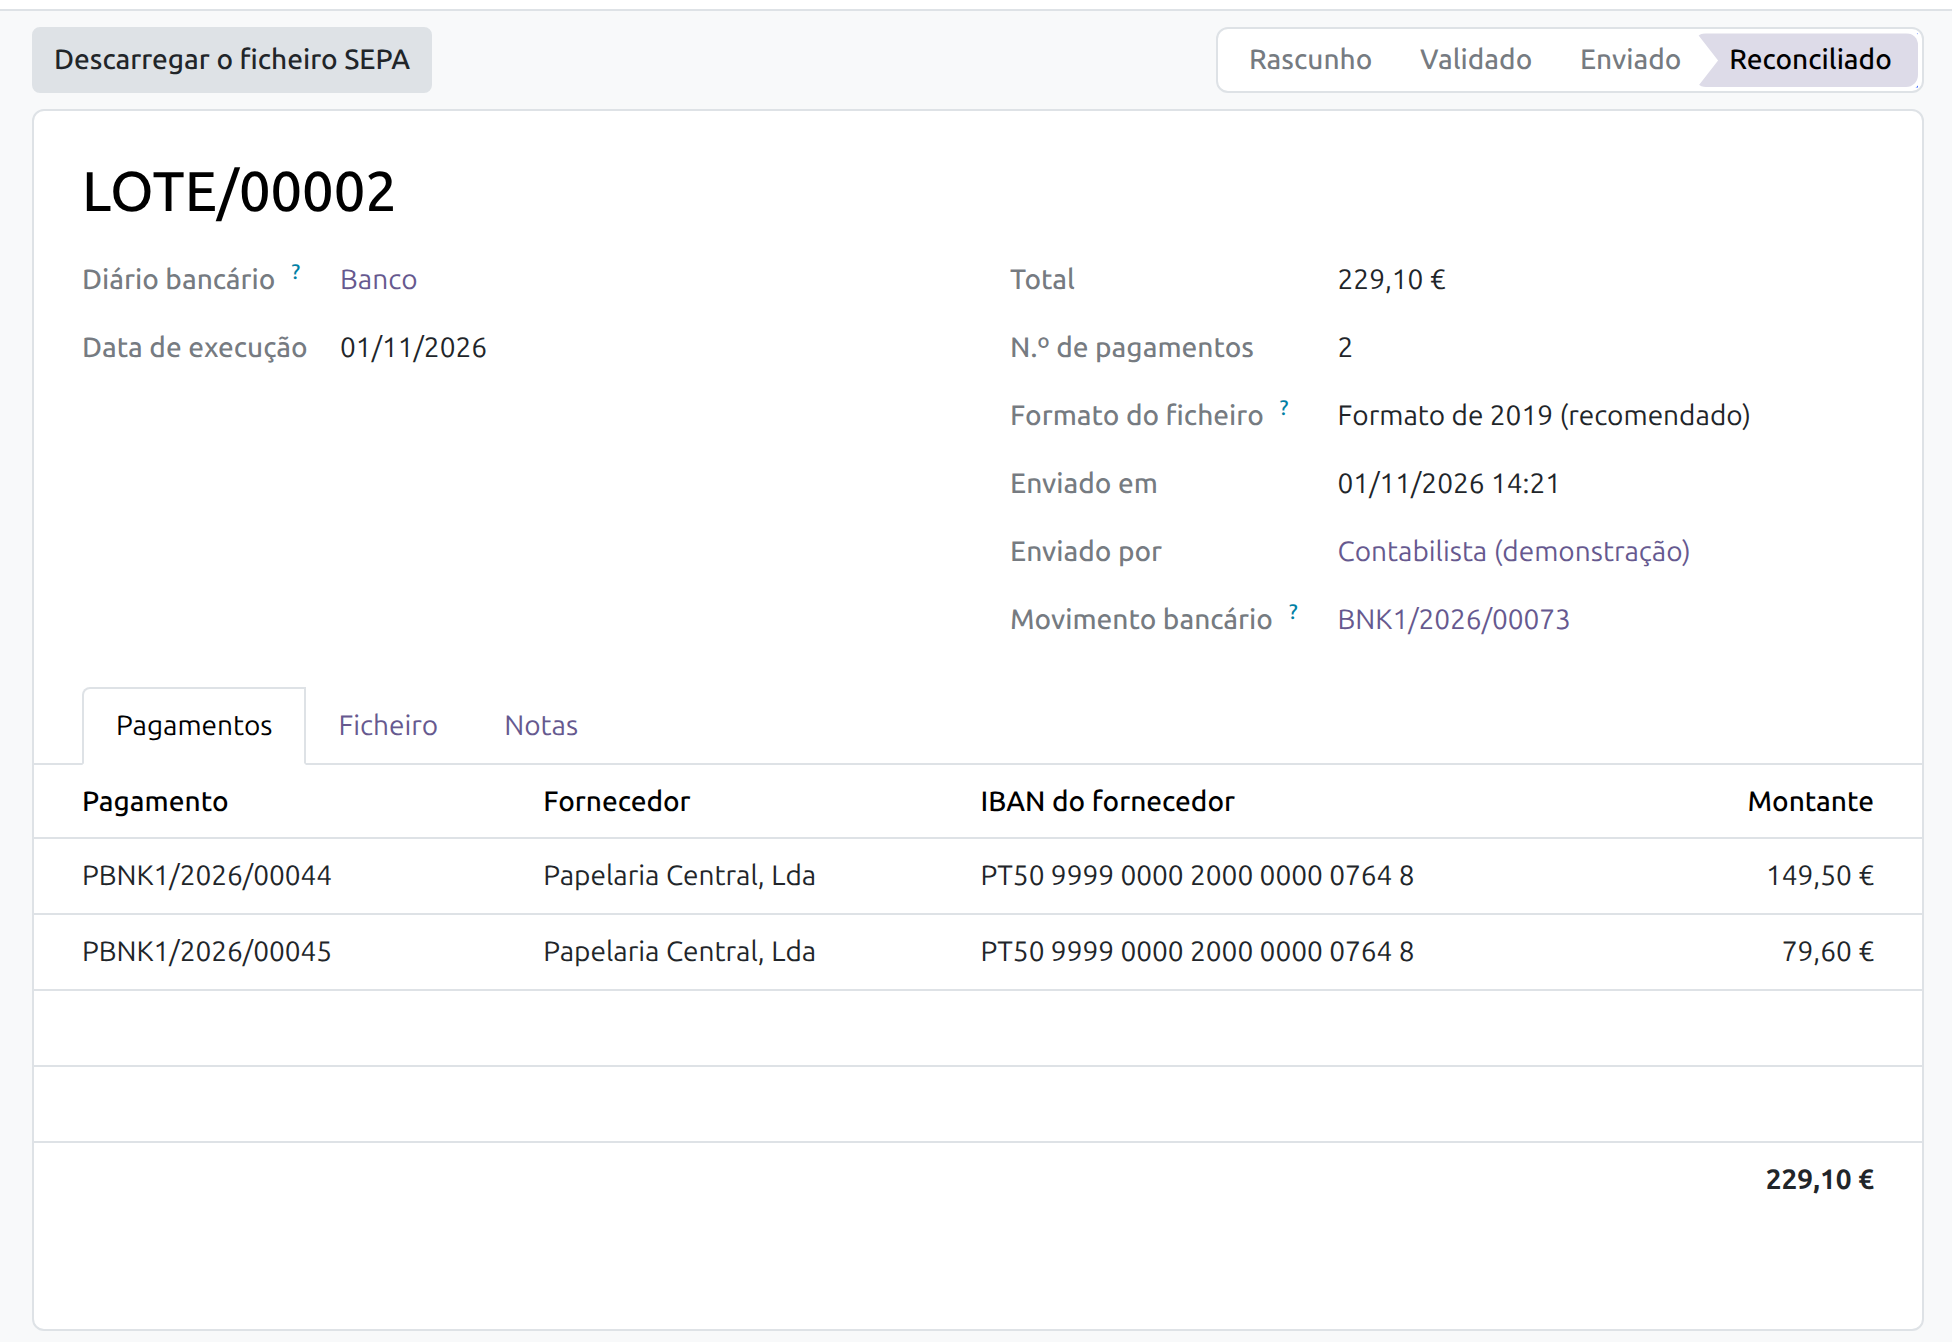 Descarregar o ficheiro SEPA
Rascunho Validado Enviado Reconciliado
LOTE/00002
Diário bancário ? Banco
Data de execução 01/11/2026
Total 229,10 €
N.º de pagamentos 2
Formato do ficheiro ? Formato de 2019 (recomendado)
Enviado em 01/11/2026 14:21
Enviado por Contabilista (demonstração)
Movimento bancário ? BNK1/2026/00073
Pagamentos Ficheiro Notas
Pagamento Fornecedor IBAN do fornecedor Montante
PBNK1/2026/00044 Papelaria Central, Lda PT50 9999 0000 2000 0000 0764 8 149,50 €
PBNK1/2026/00045 Papelaria Central, Lda PT50 9999 0000 2000 0000 0764 8 79,60 €
229,10 €